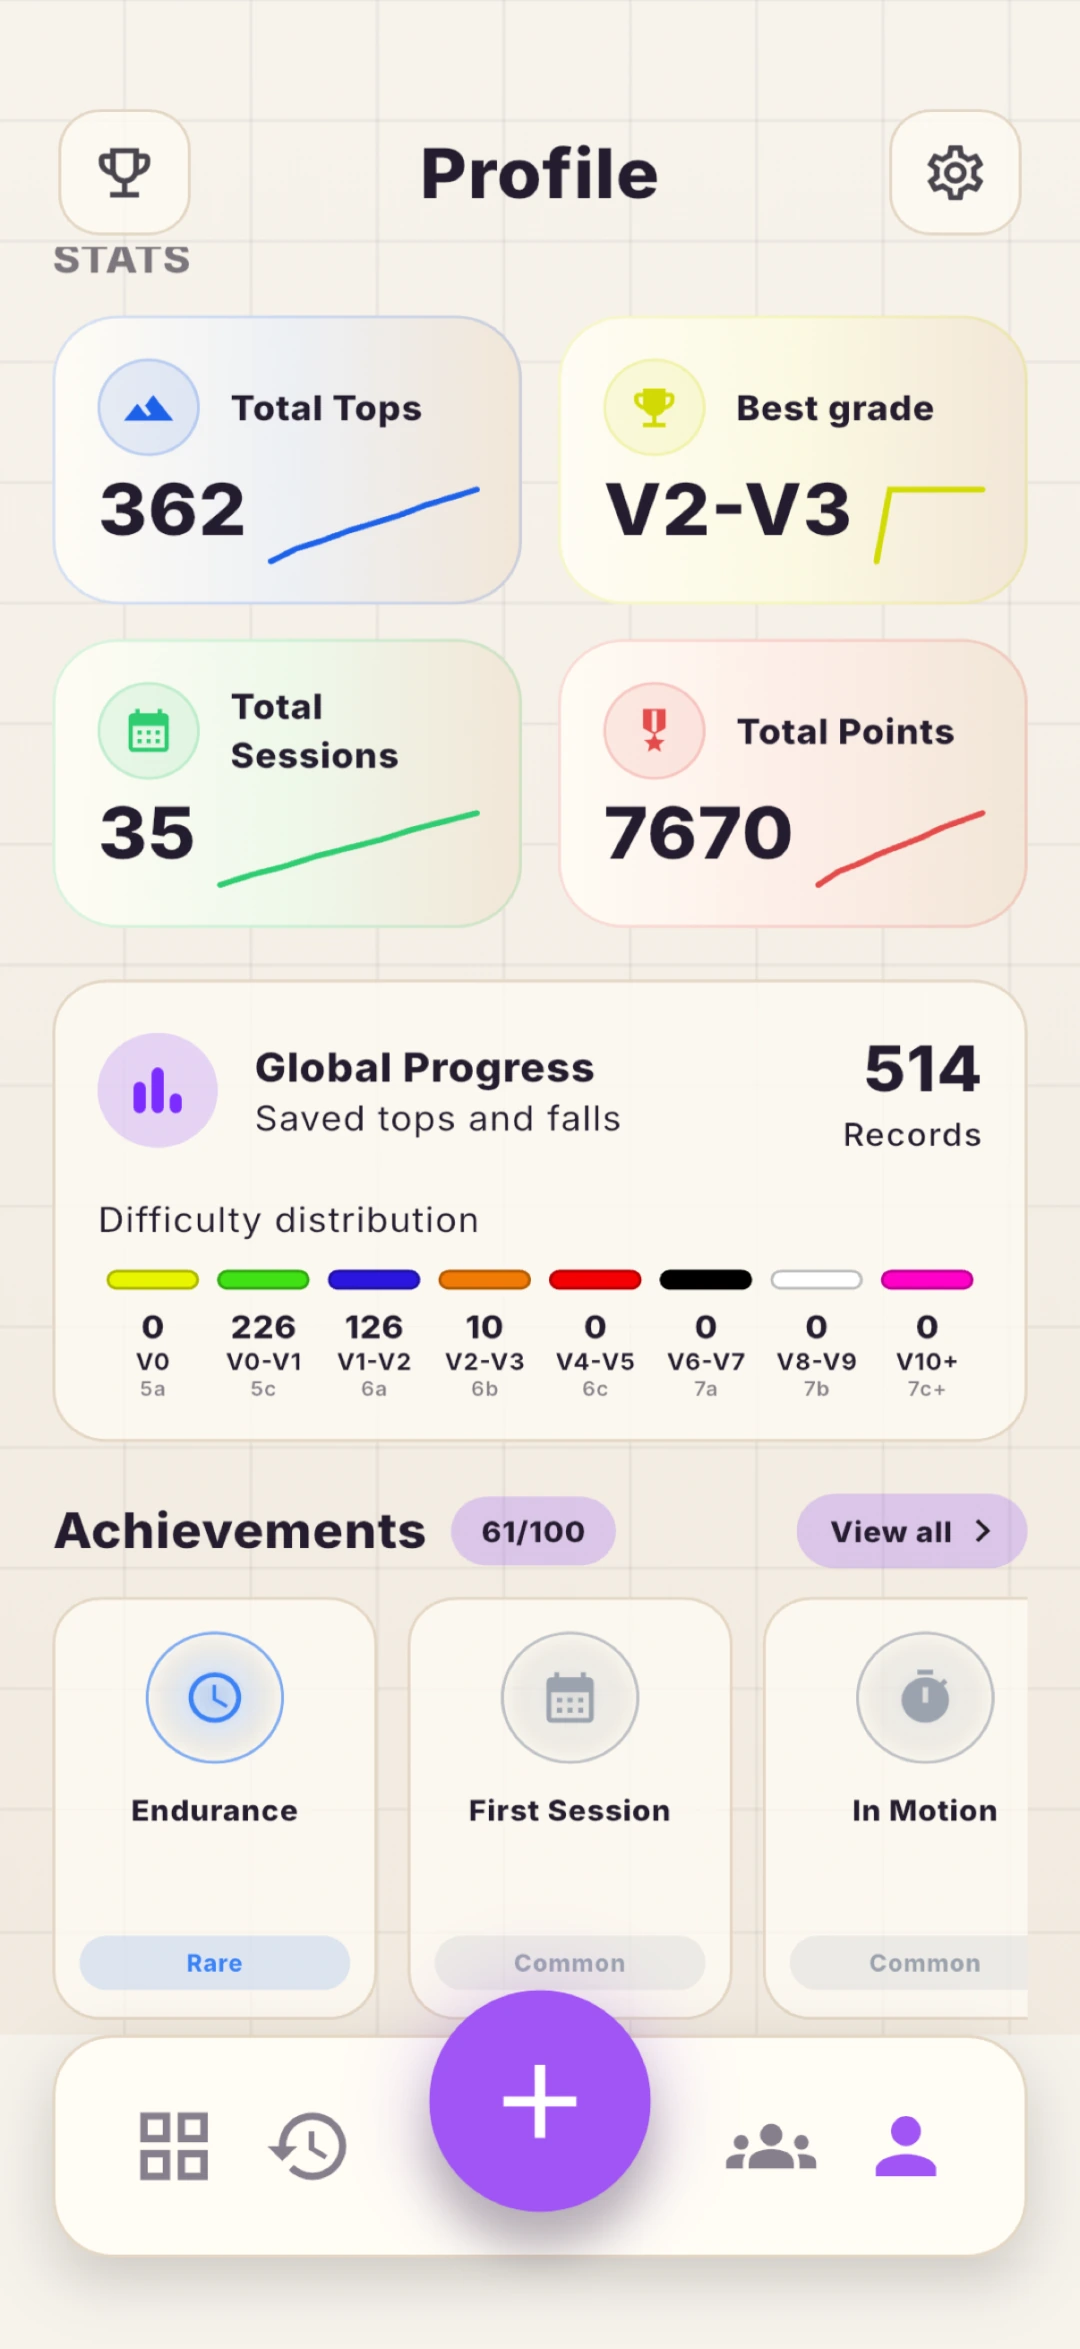 Profile
STATS
Total Tops
362
Best grade
V2-V3
Total
Sessions
35
Total Points
7670
Global Progress
Saved tops and falls
514
Records
Difficulty distribution
0 226 126 10 0 0 0 0
V0 V0-V1 V1-V2 V2-V3 V4-V5 V6-V7 V8-V9 V10+
5a 5c 6a 6b 6c 7a 7b 7c+
Achievements 61/100 View all
Endurance
Rare
First Session
Common
In Motion
Common